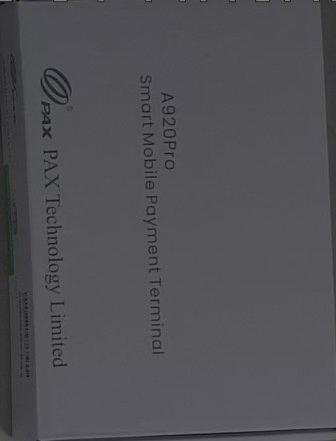 A920Pro
Smart Mobile Payment Terminal
PAX
PAX Technology Limited